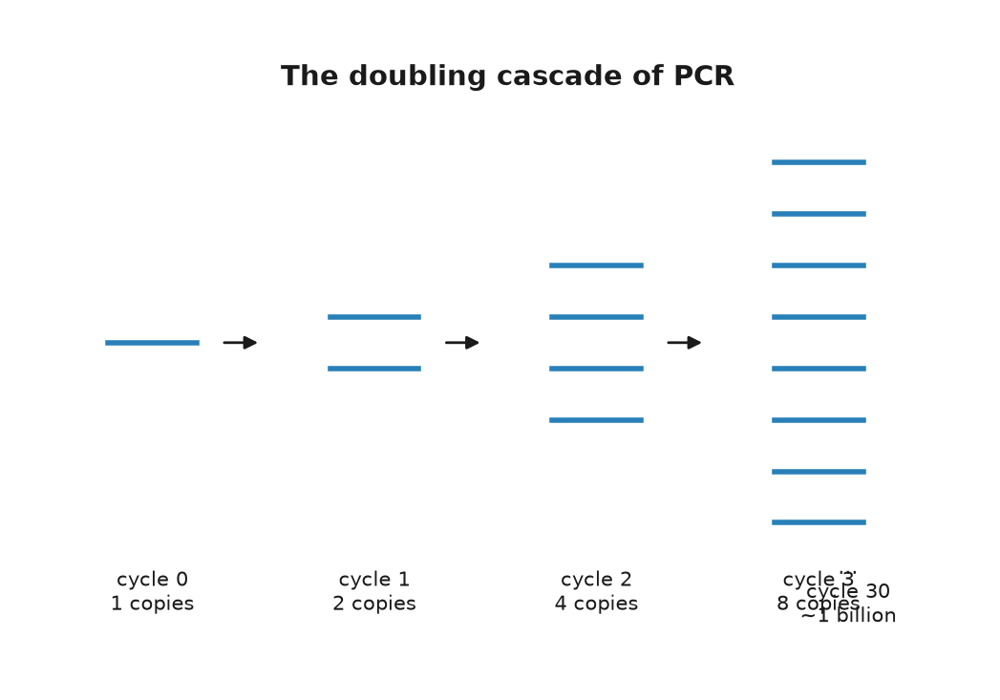 The doubling cascade of PCR
cycle 0
1 copies
cycle 1
2 copies
cycle 2
4 copies
cycle 3
8 copies
...
cycle 30
~1 billion